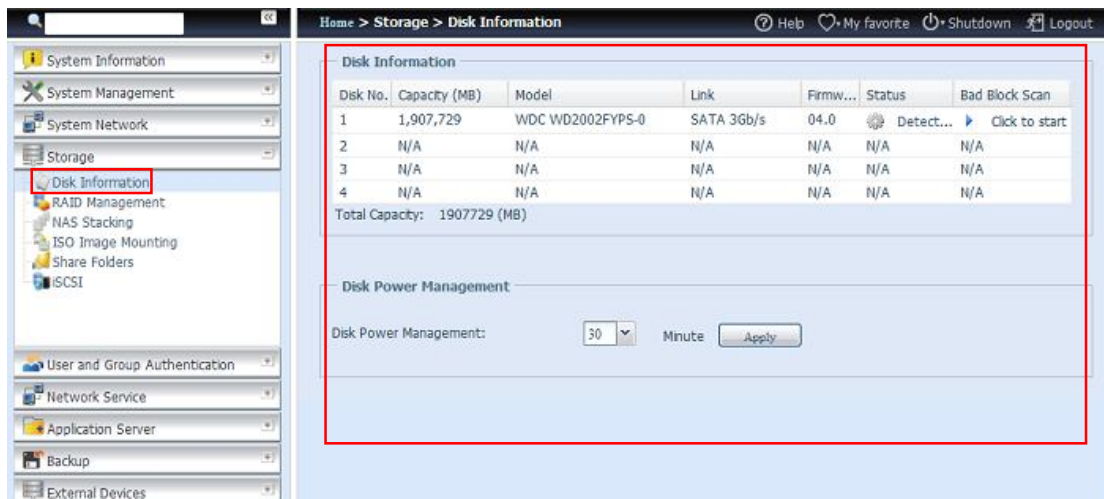 Home > Storage > Disk Information
Help My favorite Shutdown Logout
System Information
System Management
System Network
Storage
Disk Information
RAID Management
NAS Stacking
ISO Image Mounting
Share Folders
iSCSI
User and Group Authentication
Network Service
Application Server
Backup
External Devices
Disk Information
Disk No. Capacity (MB) Model Link Firmw... Status Bad Block Scan
1 1,907,729 WDC WD2002FYPS-0 SATA 3Gb/s 04.0 Detect... Click to start
2 N/A N/A N/A N/A N/A N/A
3 N/A N/A N/A N/A N/A N/A
4 N/A N/A N/A N/A N/A N/A
Total Capacity: 1907729 (MB)
Disk Power Management
Disk Power Management: 30 Minute Apply